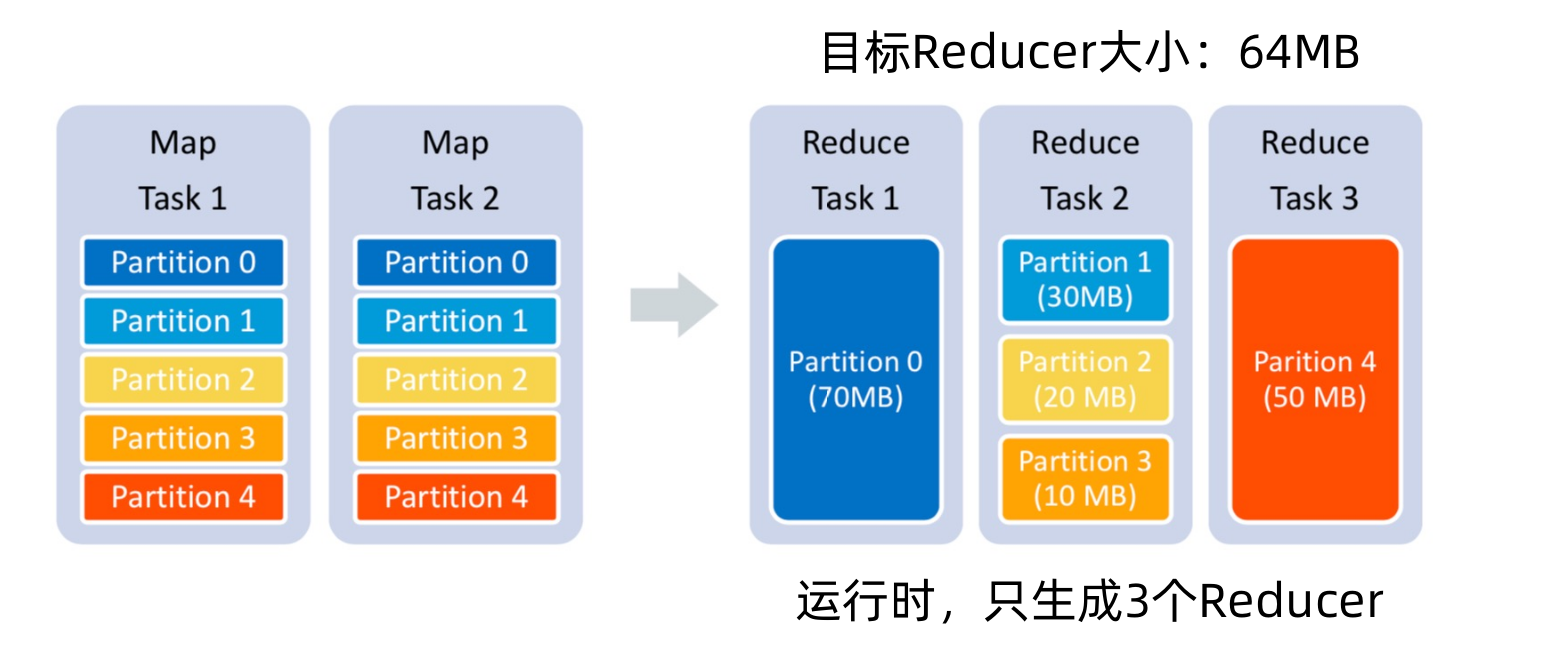 目标Reducer大小：64MB
Map
Task 1
Partition 0
Partition 1
Partition 2
Partition 3
Partition 4
Map
Task 2
Partition 0
Partition 1
Partition 2
Partition 3
Partition 4
Reduce
Task 1
Partition 0
(70MB)
Reduce
Task 2
Partition 1
(30MB)
Partition 2
(20 MB)
Partition 3
(10 MB)
Reduce
Task 3
Parition 4
(50 MB)
运行时，只生成3个Reducer